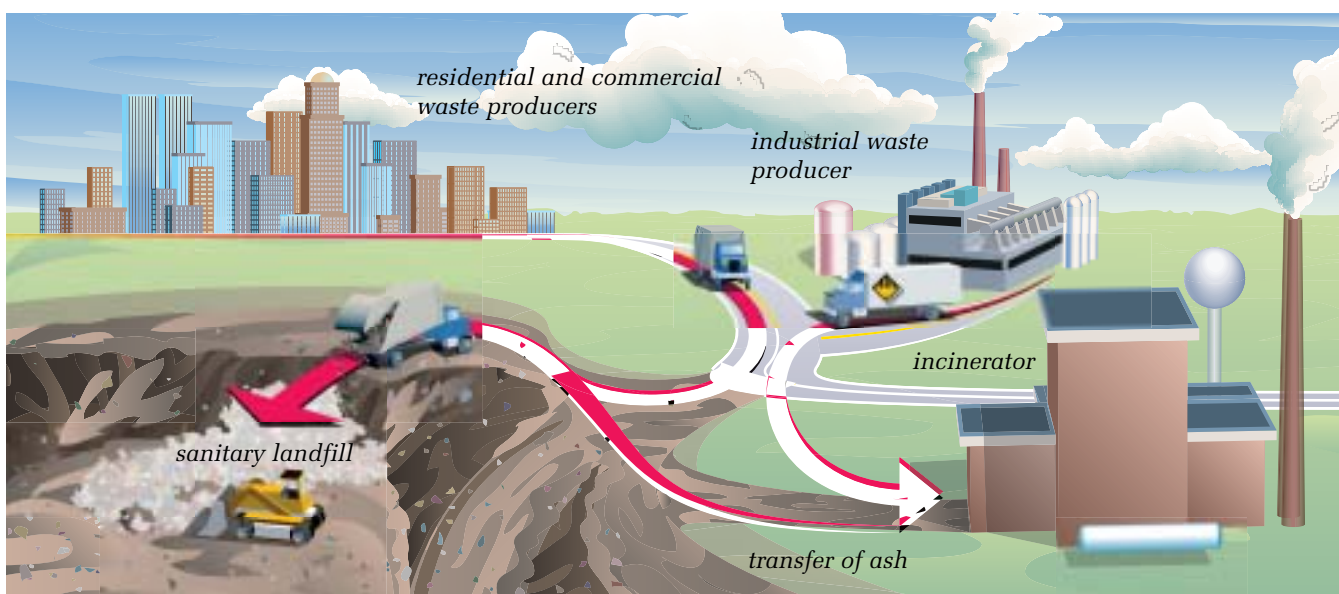 residential and commercial
waste producers
industrial waste
producer
incinerator
sanitary landfill
transfer of ash